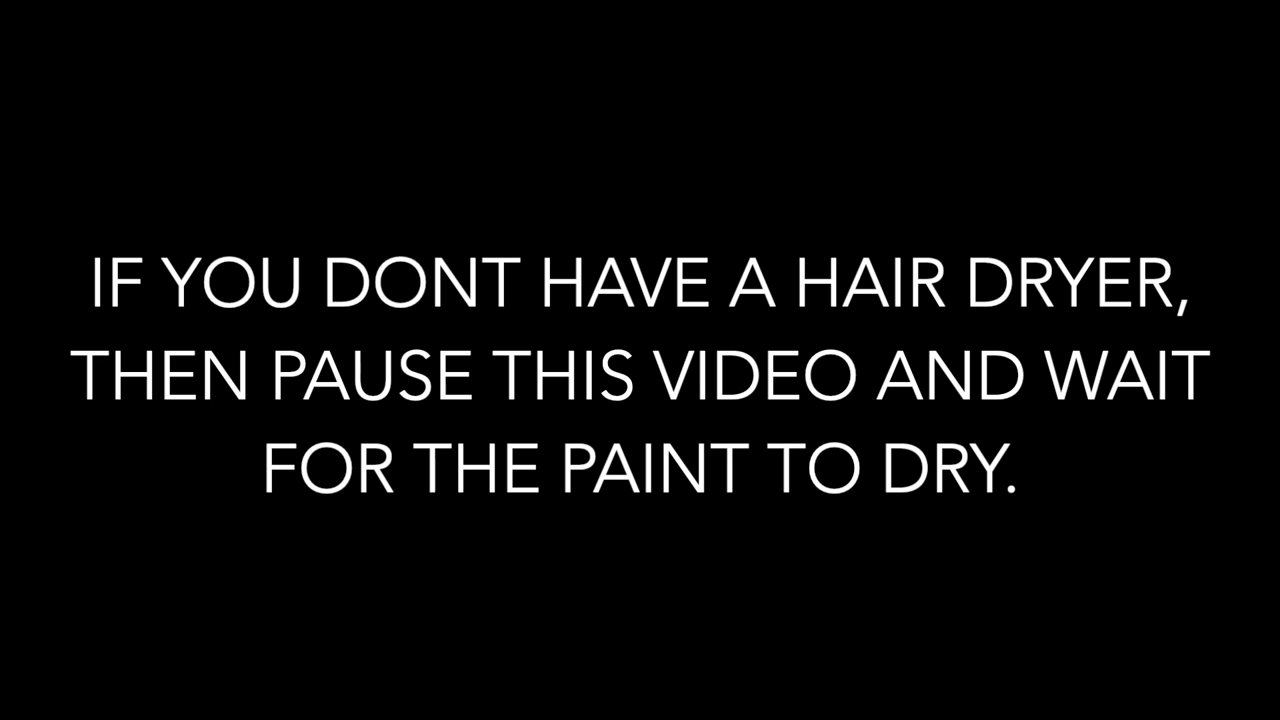 IF YOU DONT HAVE A HAIR DRYER,
THEN PAUSE THIS VIDEO AND WAIT
FOR THE PAINT TO DRY.